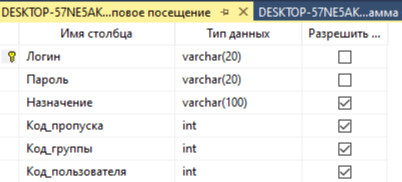 DESKTOP-57NE5AK...повое посещение DESKTOP-57NE5AK...амма
Имя столбца Тип данных Разрешить ...
Логин varchar(20)
Пароль varchar(20)
Назначение varchar(100)
Код_пропуска int
Код_группы int
Код_пользователя int